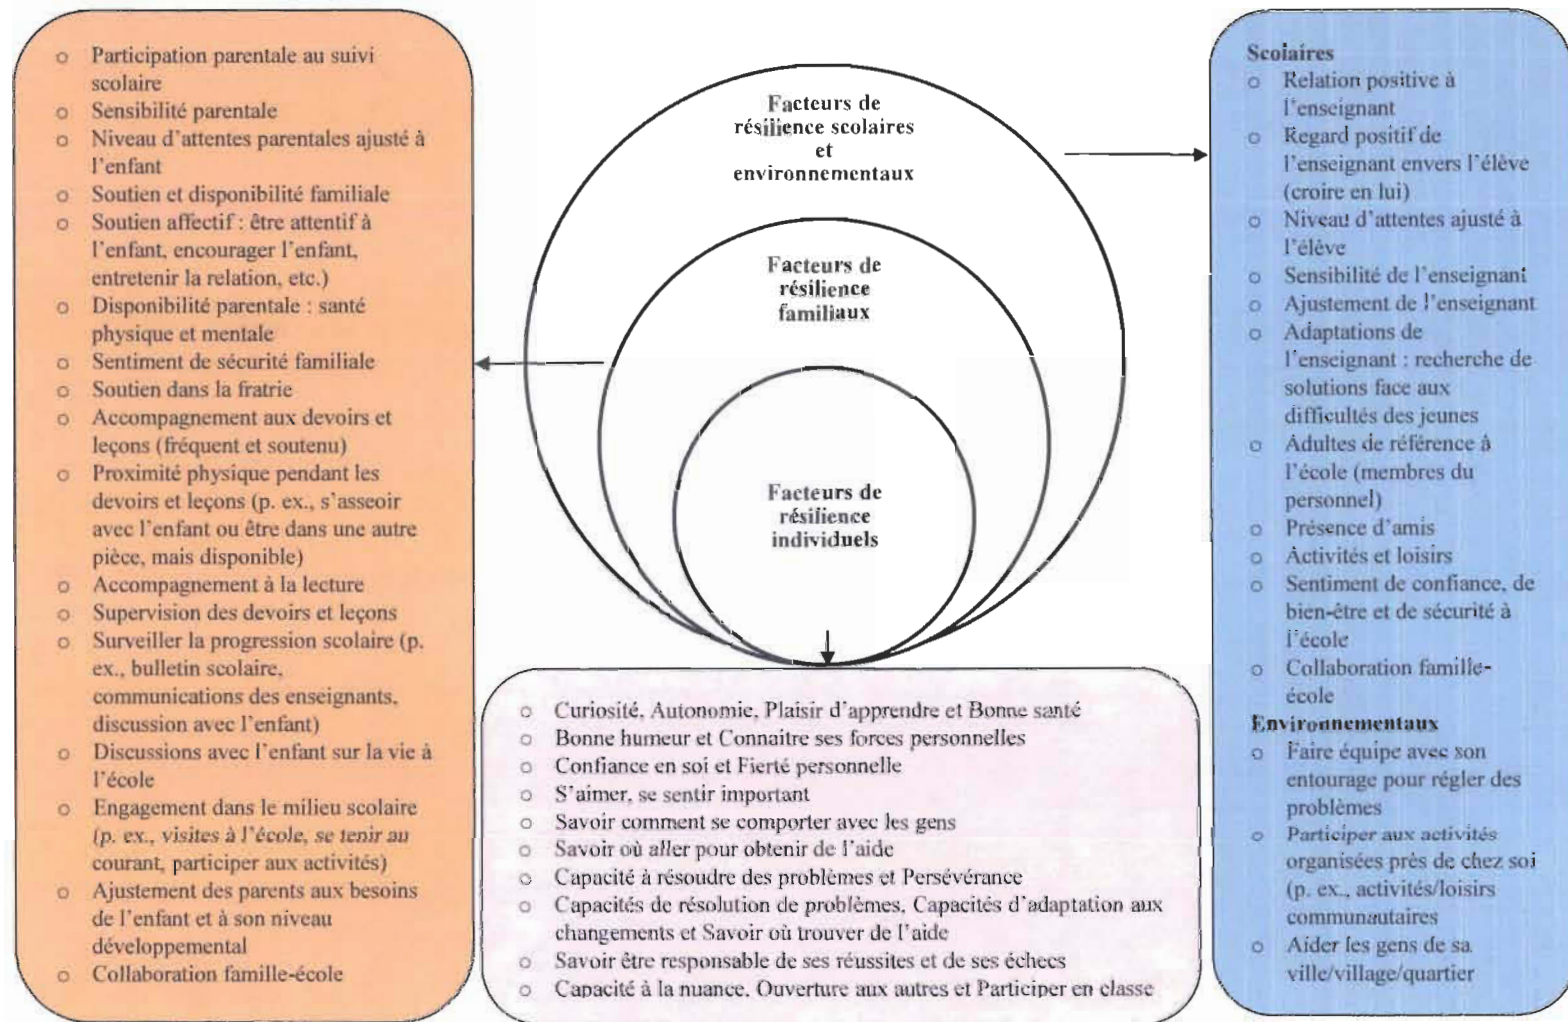 o Participation parentale au suivi
scolaire
o Sensibilité parentale
o Niveau d'attentes parentales ajusté à
l'enfant
o Soutien et disponibilité familiale
o Soutien affectif : être attentif à
l'enfant, encourager l'enfant,
entretenir la relation, etc.)
o Disponibilité parentale : santé
physique et mentale
o Sentiment de sécurité familiale
o Soutien dans la fratrie
o Accompagnement aux devoirs et
leçons (fréquent et soutenu)
o Proximité physique pendant les
devoirs et leçons (p. ex., s'asseoir
avec l'enfant ou être dans une autre
pièce, mais disponible)
o Accompagnement à la lecture
o Supervision des devoirs et leçons
o Surveiller la progression scolaire (p.
ex., bulletin scolaire,
communications des enseignants,
discussion avec l'enfant)
o Discussions avec l'enfant sur la vie à
l'école
o Engagement dans le milieu scolaire
(p. ex., visites à l'école, se tenir au
courant, participer aux activités)
o Ajustement des parents aux besoins
de l'enfant et à son niveau
développemental
o Collaboration famille-école
Facteurs de
résilience scolaires
et
environnementaux
Facteurs de
résilience
familiaux
Facteurs de
résilience
individuels
o Curiosité, Autonomie, Plaisir d'apprendre et Bonne santé
o Bonne humeur et Connaitre ses forces personnelles
o Confiance en soi et Fierté personnelle
o S'aimer, se sentir important
o Savoir comment se comporter avec les gens
o Savoir où aller pour obtenir de l'aide
o Capacité à résoudre des problèmes et Persévérance
o Capacités de résolution de problèmes, Capacités d'adaptation aux
changements et Savoir où trouver de l'aide
o Savoir être responsable de ses réussites et de ses échecs
o Capacité à la nuance, Ouverture aux autres et Participer en classe
Scolaires
o Relation positive à
l'enseignant
o Regard positif de
l'enseignant envers l'élève
(croire en lui)
o Niveau d'attentes ajusté à
l'élève
o Sensibilité de l'enseignant
o Ajustement de l'enseignant
o Adaptations de
l'enseignant : recherche de
solutions face aux
difficultés des jeunes
o Adultes de référence à
l'école (membres du
personnel)
o Présence d'amis
o Activités et loisirs
o Sentiment de confiance, de
bien-être et de sécurité à
l'école
o Collaboration famille-
école
Environnementaux
o Faire équipe avec son
entourage pour régler des
problèmes
o Participer aux activités
organisées près de chez soi
(p. ex., activités/loisirs
communautaires
o Aider les gens de sa
ville/village/quartier